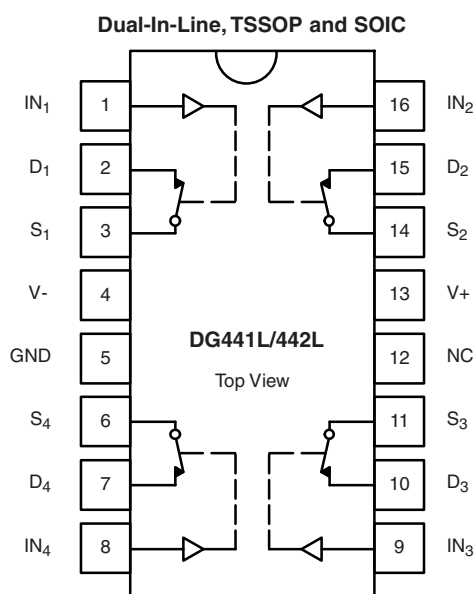 Dual-In-Line, TSSOP and SOIC
IN1 1 16 IN2
D1 2 15 D2
S1 3 14 S2
V- 4 13 V+
GND 5 DG441L/442L 12 NC
Top View
S4 6 11 S3
D4 7 10 D3
IN4 8 9 IN3